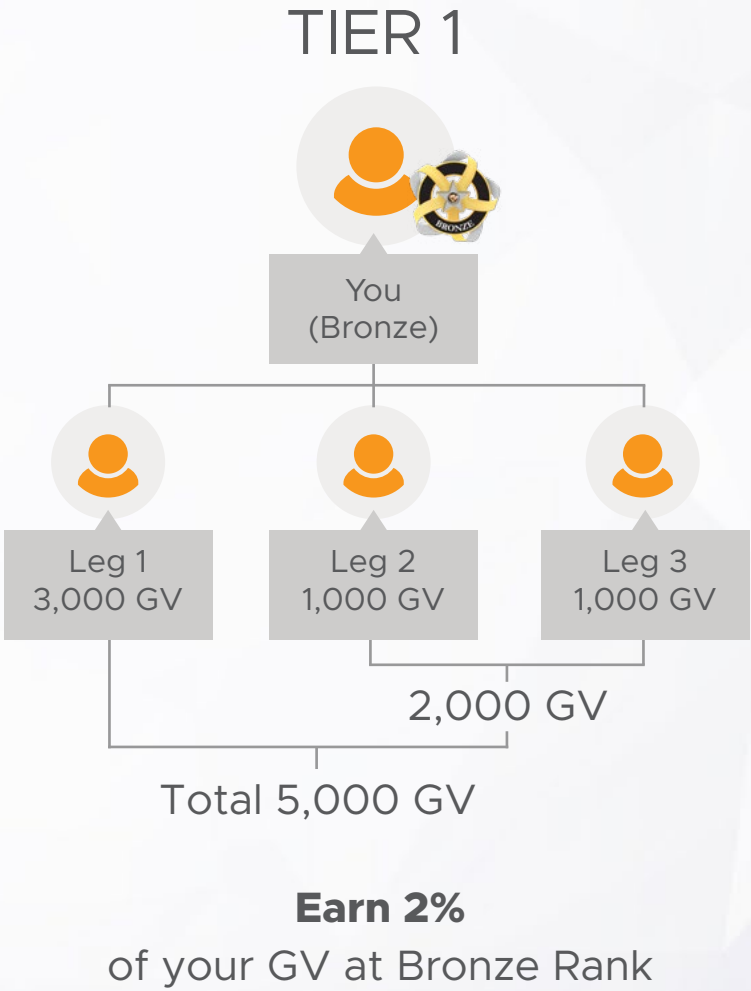 TIER 1
BRONZE
You
(Bronze)
Leg 1
3,000 GV
Leg 2
1,000 GV
Leg 3
1,000 GV
2,000 GV
Total 5,000 GV
Earn 2%
of your GV at Bronze Rank